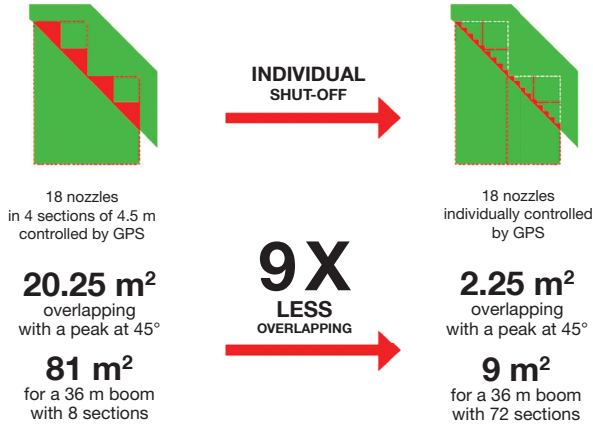 INDIVIDUAL
SHUT-OFF
18 nozzles
in 4 sections of 4.5 m
controlled by GPS
18 nozzles
individually controlled
by GPS
20.25 m²
overlapping
with a peak at 45°
9 X
LESS
OVERLAPPING
2.25 m²
overlapping
with a peak at 45°
81 m²
for a 36 m boom
with 8 sections
9 m²
for a 36 m boom
with 72 sections